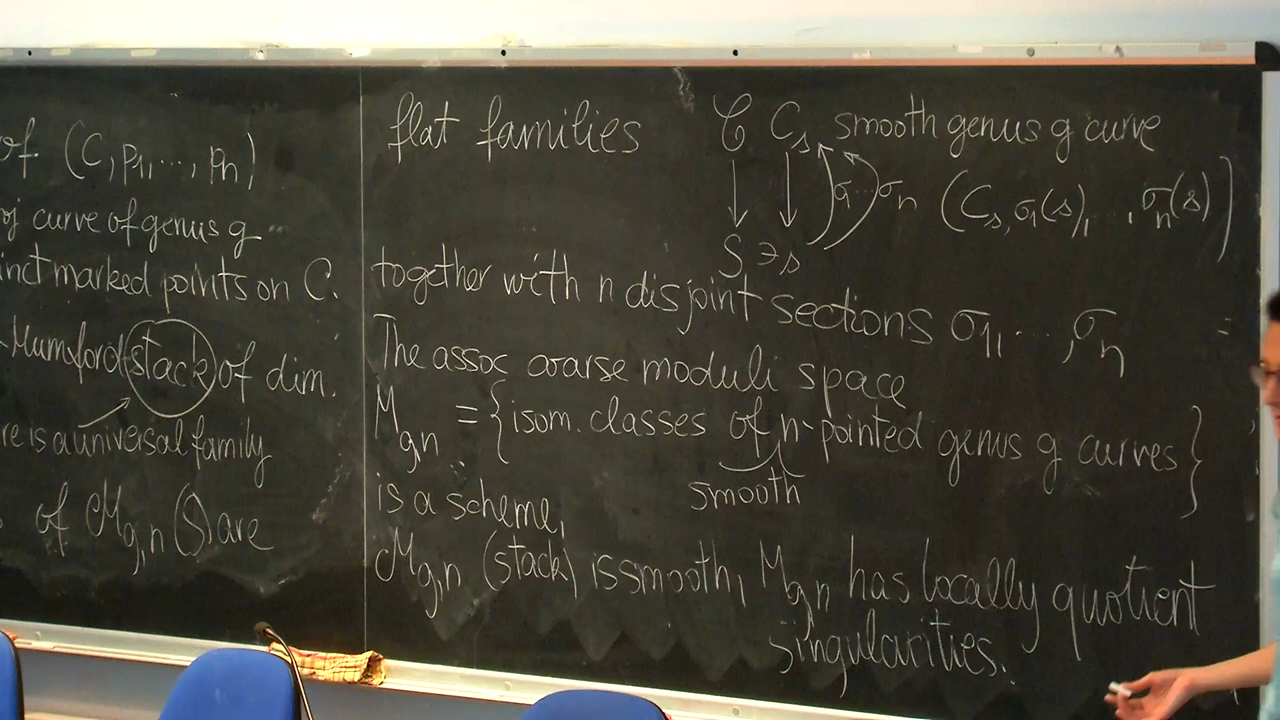 of (C, p1, ..., pn)
oj curve of genus g
inct marked points on C.
Mumford stack of dim.
re is a universal family
of ℳg,n (S) are
flat families 𝒞 Cs smooth genus g curve
↓ ↓ σ1 ... σn (Cs, σ1(s), ..., σn(s))
S ∋ s
together with n disjoint sections σ1, ..., σn
The assoc coarse moduli space
Mgn = {isom. classes of n-pointed genus g curves}
smooth
is a scheme,
ℳg,n (stack) is smooth, Mgn has locally quotient
singularities.